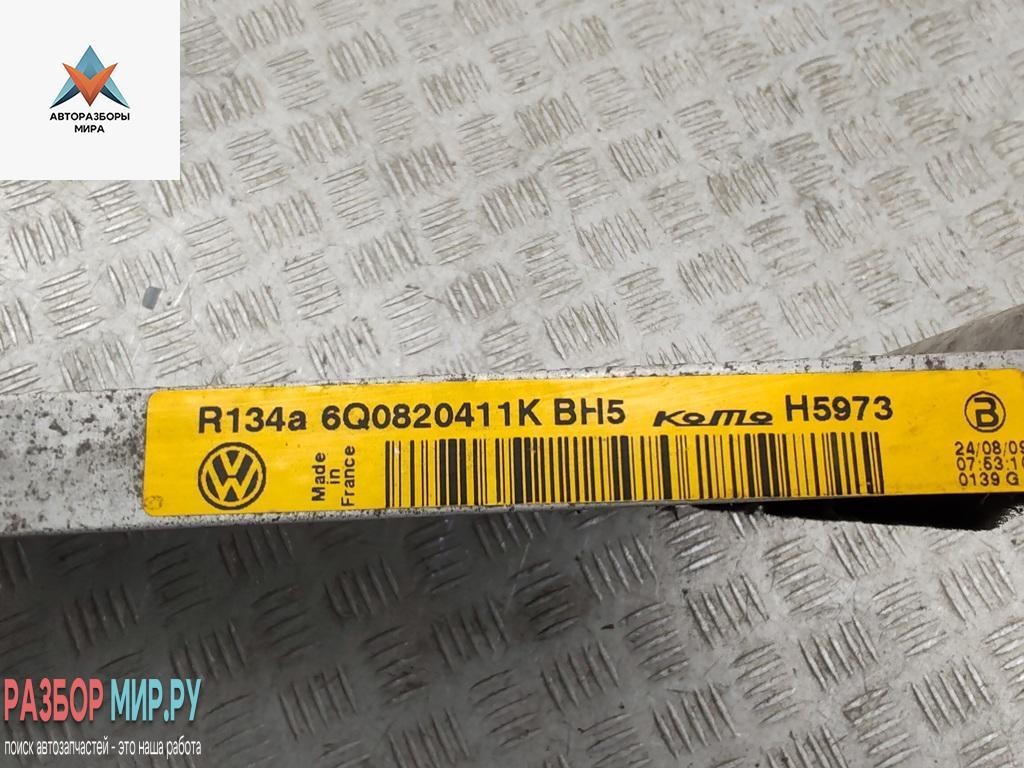 АВТОРАЗБОРЫ
МИРА
R134a 6Q0820411K BH5 KoMo H5973
Made
in
France
B
24/08/09
07:53:1
0139 G
РАЗБОР МИР.РУ
поиск автозапчастей - это наша работа